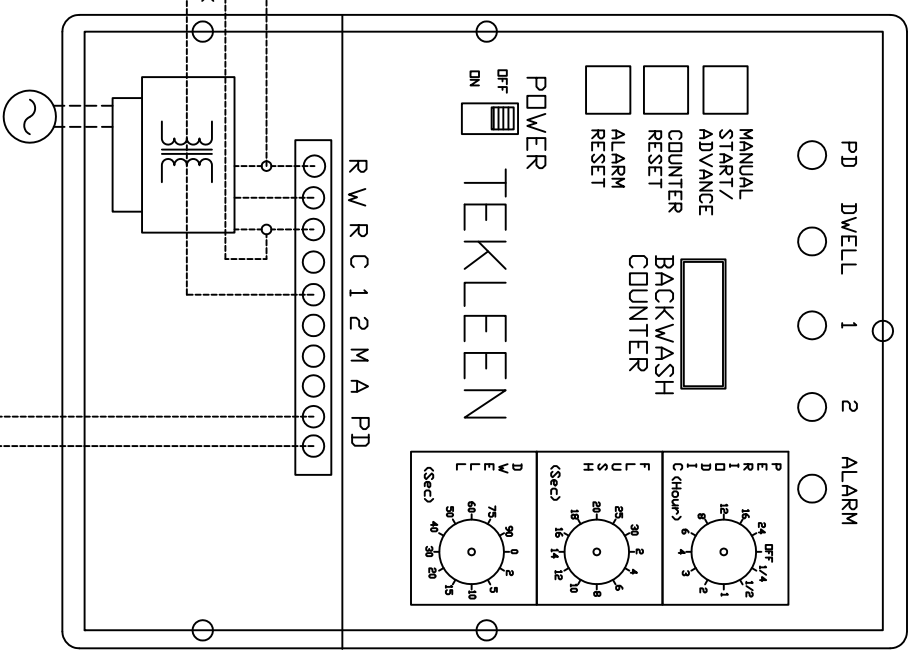 PD DWELL 1 2 ALARM
MANUAL
START/
ADVANCE
COUNTER
RESET
ALARM
RESET
BACKWASH
COUNTER
PERIODIC
(Hour)
OFF 1/4 1/2 1 2 3 4 6 8 12 16 24
FLUSH
(Sec)
2 4 6 8 10 12 14 16 18 20 25 30
DWELL
(Sec)
0 2 5 10 15 20 30 40 50 60 75 90
POWER
OFF
ON
TEKLEEN
R W R C 1 2 M A PD